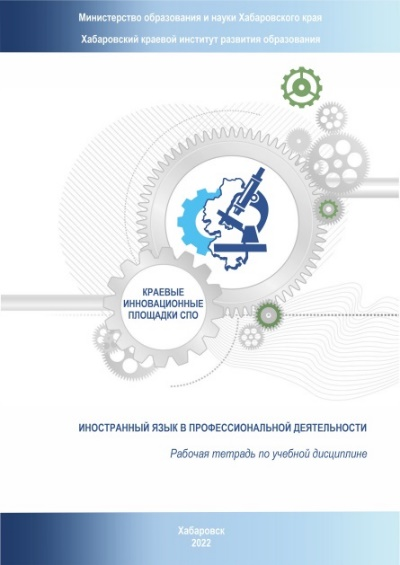 Министерство образования и науки Хабаровского края
Хабаровский краевой институт развития образования
КРАЕВЫЕ
ИННОВАЦИОННЫЕ
ПЛОЩАДКИ СПО
ИНОСТРАННЫЙ ЯЗЫК В ПРОФЕССИОНАЛЬНОЙ ДЕЯТЕЛЬНОСТИ
Рабочая тетрадь по учебной дисциплине
Хабаровск
2022